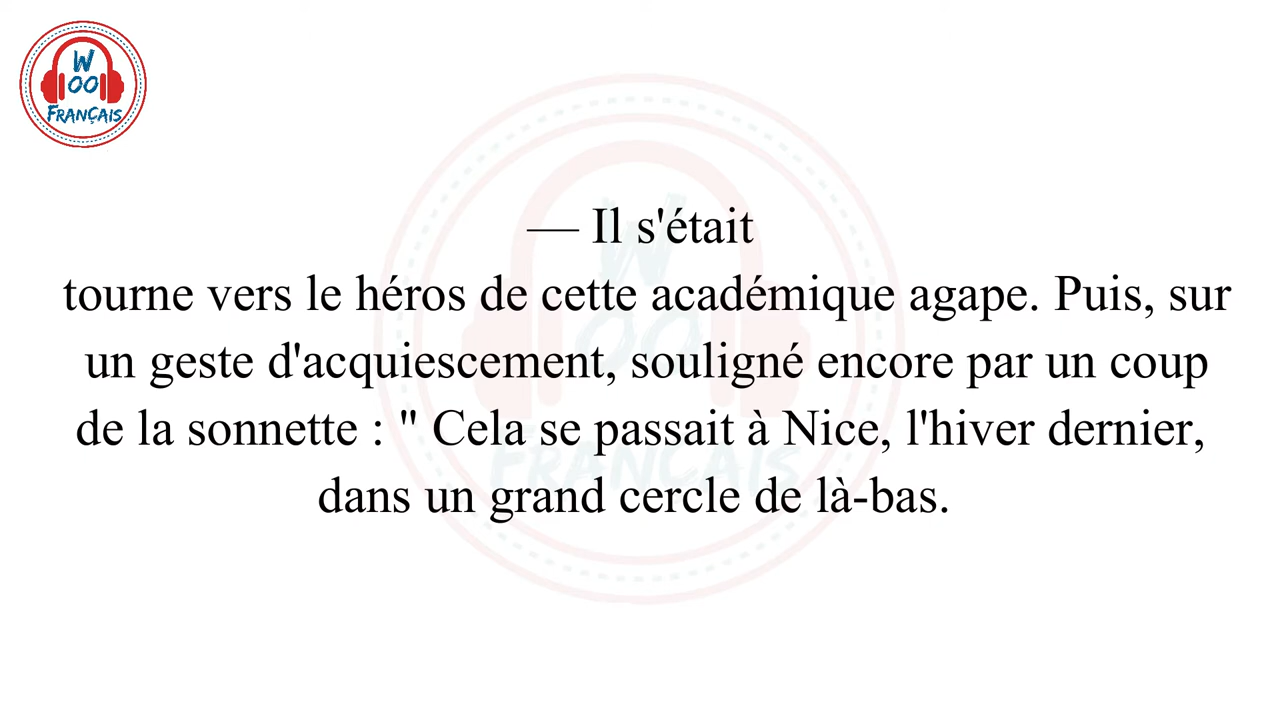 W
OO
FRANÇAIS
— Il s'était
tourne vers le héros de cette académique agape. Puis, sur
un geste d'acquiescement, souligné encore par un coup
de la sonnette : " Cela se passait à Nice, l'hiver dernier,
dans un grand cercle de là-bas.
W
OO
FRANÇAIS